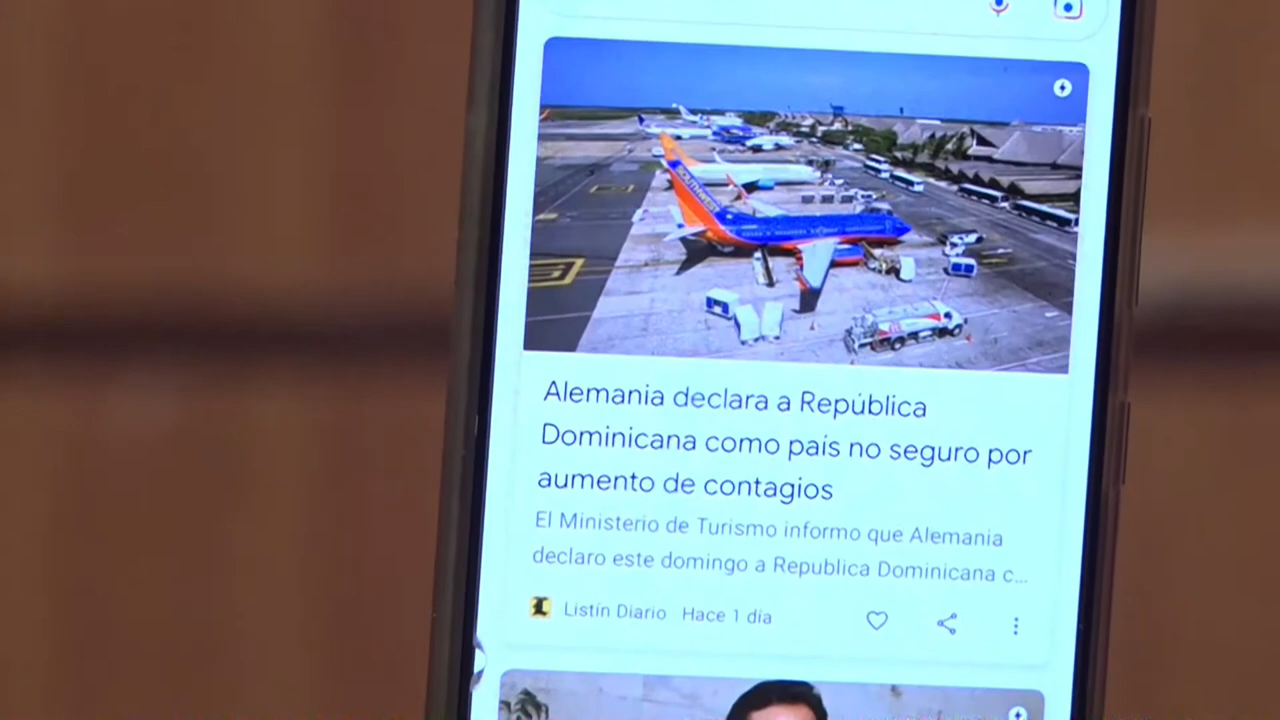 SOUTHWEST
Alemania declara a República
Dominicana como país no seguro por
aumento de contagios
El Ministerio de Turismo informo que Alemania
declaro este domingo a Republica Dominicana c...
Listín Diario Hace 1 día